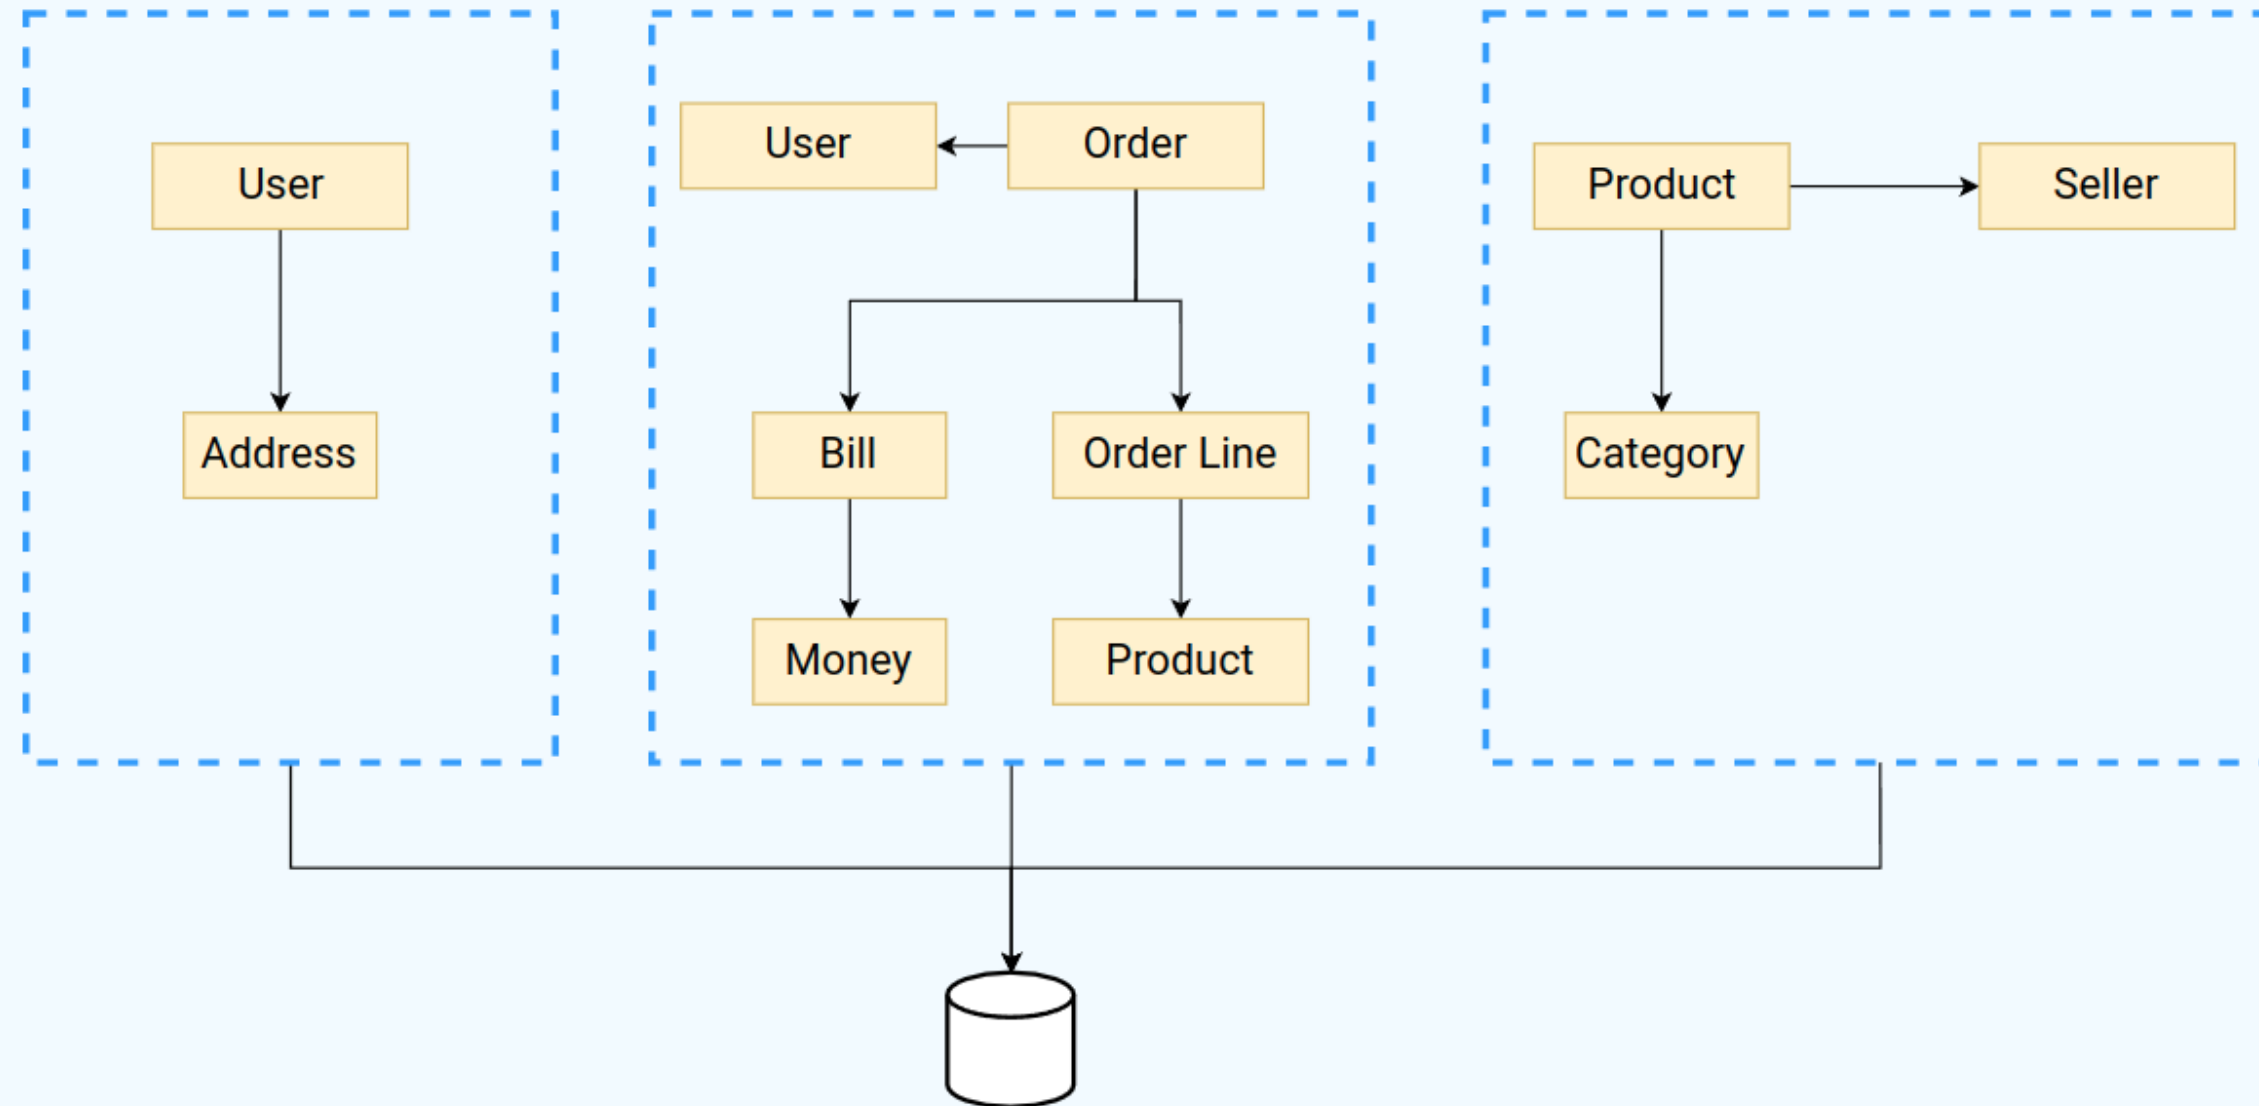 User
Address
User
Order
Bill
Order Line
Money
Product
Product
Seller
Category